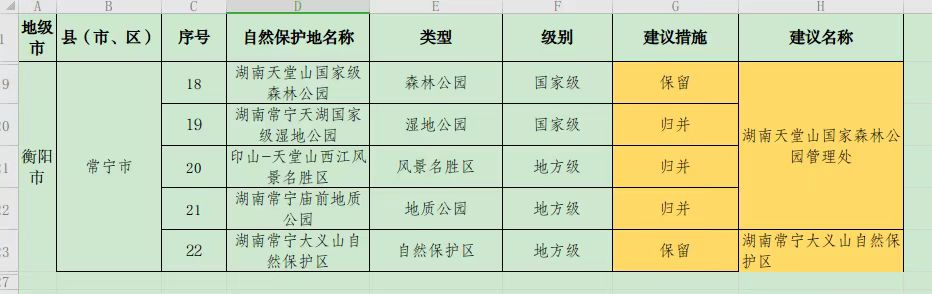 A B C D E F G H
1 地级市 县（市、区） 序号 自然保护地名称 类型 级别 建议措施 建议名称
衡阳市 常宁市
18 湖南天堂山国家级森林公园 森林公园 国家级 保留 湖南天堂山国家森林公园管理处
19 湖南常宁天湖国家级湿地公园 湿地公园 国家级 归并
20 印山-天堂山西江风景名胜区 风景名胜区 地方级 归并
21 湖南常宁庙前地质公园 地质公园 地方级 归并
22 湖南常宁大义山自然保护区 自然保护区 地方级 保留 湖南常宁大义山自然保护区
27